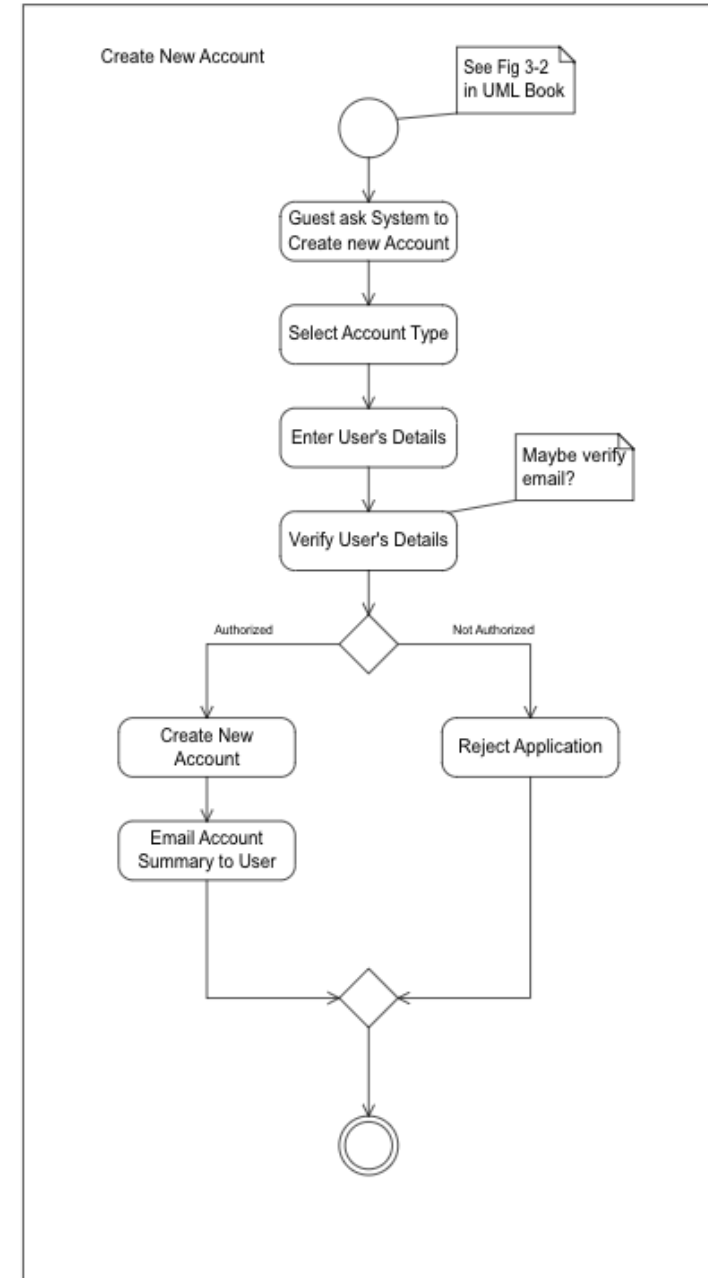 Create New Account
See Fig 3-2
in UML Book
Guest ask System to
Create new Account
Select Account Type
Enter User's Details
Maybe verify
email?
Verify User's Details
Authorized
Not Authorized
Create New
Account
Reject Application
Email Account
Summary to User